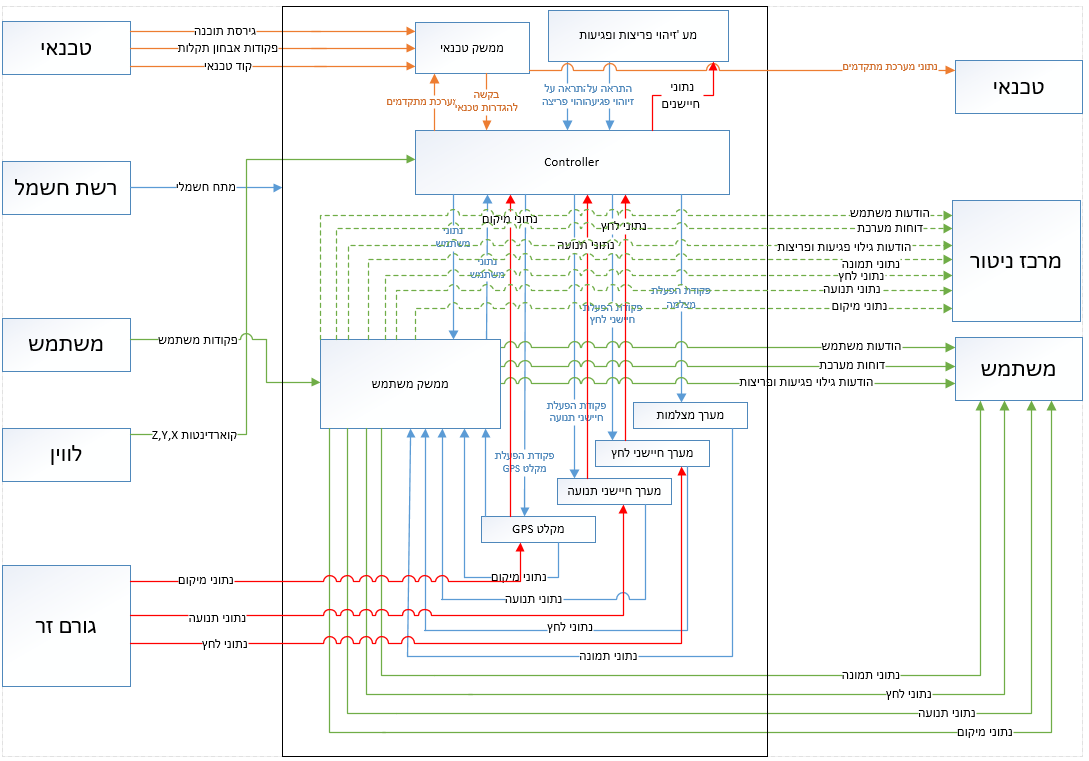 טכנאי
גירסת תוכנה
פקודות אבחון תקלות
קוד טכנאי
ממשק טכנאי
מע' זיהוי פריצות ופגיעות
נתוני מערכת מתקדמים
טכנאי
מערכת מתקדמים
בקשה
להגדרות טכנאי
התראה על
זיהוי פריצה
התראה על
זיהוי פגיעה
נתוני
חיישנים
Controller
רשת חשמל
מתח חשמלי
נתוני מיקום
נתוני לחץ
נתוני
משתמש
נתוני תנועה
נתוני
משתמש
פקודת הפעלת
מצלמה
פקודת הפעלת
חיישני לחץ
הודעות משתמש
דוחות מערכת
הודעות גילוי פגיעות ופריצות
נתוני תמונה
נתוני לחץ
נתוני תנועה
נתוני מיקום
מרכז ניטור
משתמש
פקודות משתמש
ממשק משתמש
הודעות משתמש
דוחות מערכת
הודעות גילוי פגיעות ופריצות
משתמש
פקודת הפעלת
חיישני תנועה
מערך מצלמות
לווין
קוארדינטות Z,Y,X
פקודת הפעלת
מקלט GPS
מערך חיישני לחץ
מערך חיישני תנועה
מקלט GPS
גורם זר
נתוני מיקום
נתוני תנועה
נתוני לחץ
נתוני מיקום
נתוני תנועה
נתוני לחץ
נתוני תמונה
נתוני תמונה
נתוני לחץ
נתוני תנועה
נתוני מיקום